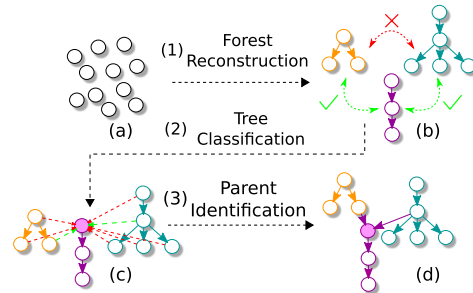 (1) Forest
Reconstruction
(a)
(b)
(2) Tree
Classification
(3) Parent
Identification
(c)
(d)